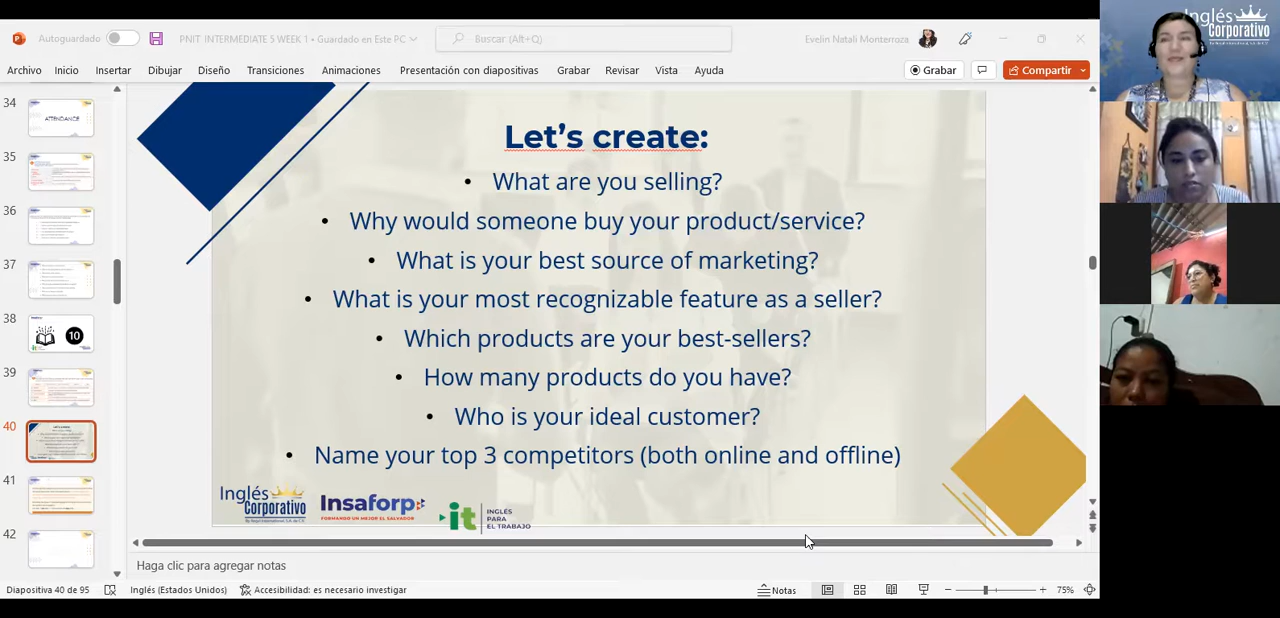 Autoguardado
PNIT INTERMEDIATE 5 WEEK 1 • Guardado en Este PC
Buscar (Alt+Q)
Evelin Natali Monterroza
Archivo Inicio Insertar Dibujar Diseño Transiciones Animaciones Presentación con diapositivas Grabar Revisar Vista Ayuda
Grabar
Compartir
34
ATTENDANCE
35
36
37
38
10
39
40
41
42
Let's create:
• What are you selling?
• Why would someone buy your product/service?
• What is your best source of marketing?
• What is your most recognizable feature as a seller?
• Which products are your best-sellers?
• How many products do you have?
• Who is your ideal customer?
• Name your top 3 competitors (both online and offline)
Inglés
Corporativo
Insaforp
FORMANDO UN MEJOR EL SALVADOR
it
INGLÉS
PARA
EL TRABAJO
Haga clic para agregar notas
Diapositiva 40 de 95
Inglés (Estados Unidos)
Accesibilidad: es necesario investigar
Notas
75%
Inglés
Corporativo